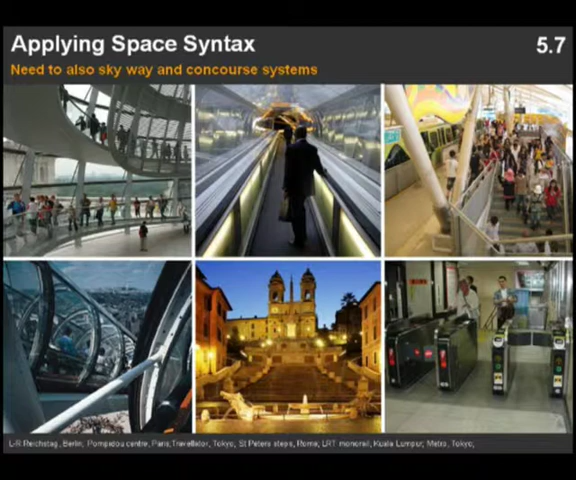 Applying Space Syntax
5.7
Need to also sky way and concourse systems
L-R Reichstag, Berlin, Pompidou centre, Paris,Travellator, Tokyo, St Peters steps, Rome, LRT monorail, Kuala Lumpur, Metro, Tokyo,